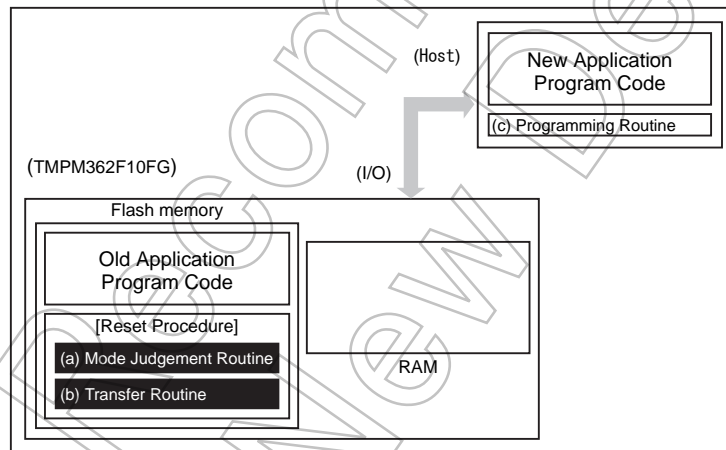 (Host)
New Application
Program Code
(c) Programming Routine
(TMPM362F10FG)
(I/O)
Flash memory
Old Application
Program Code
[Reset Procedure]
(a) Mode Judgement Routine
(b) Transfer Routine
RAM